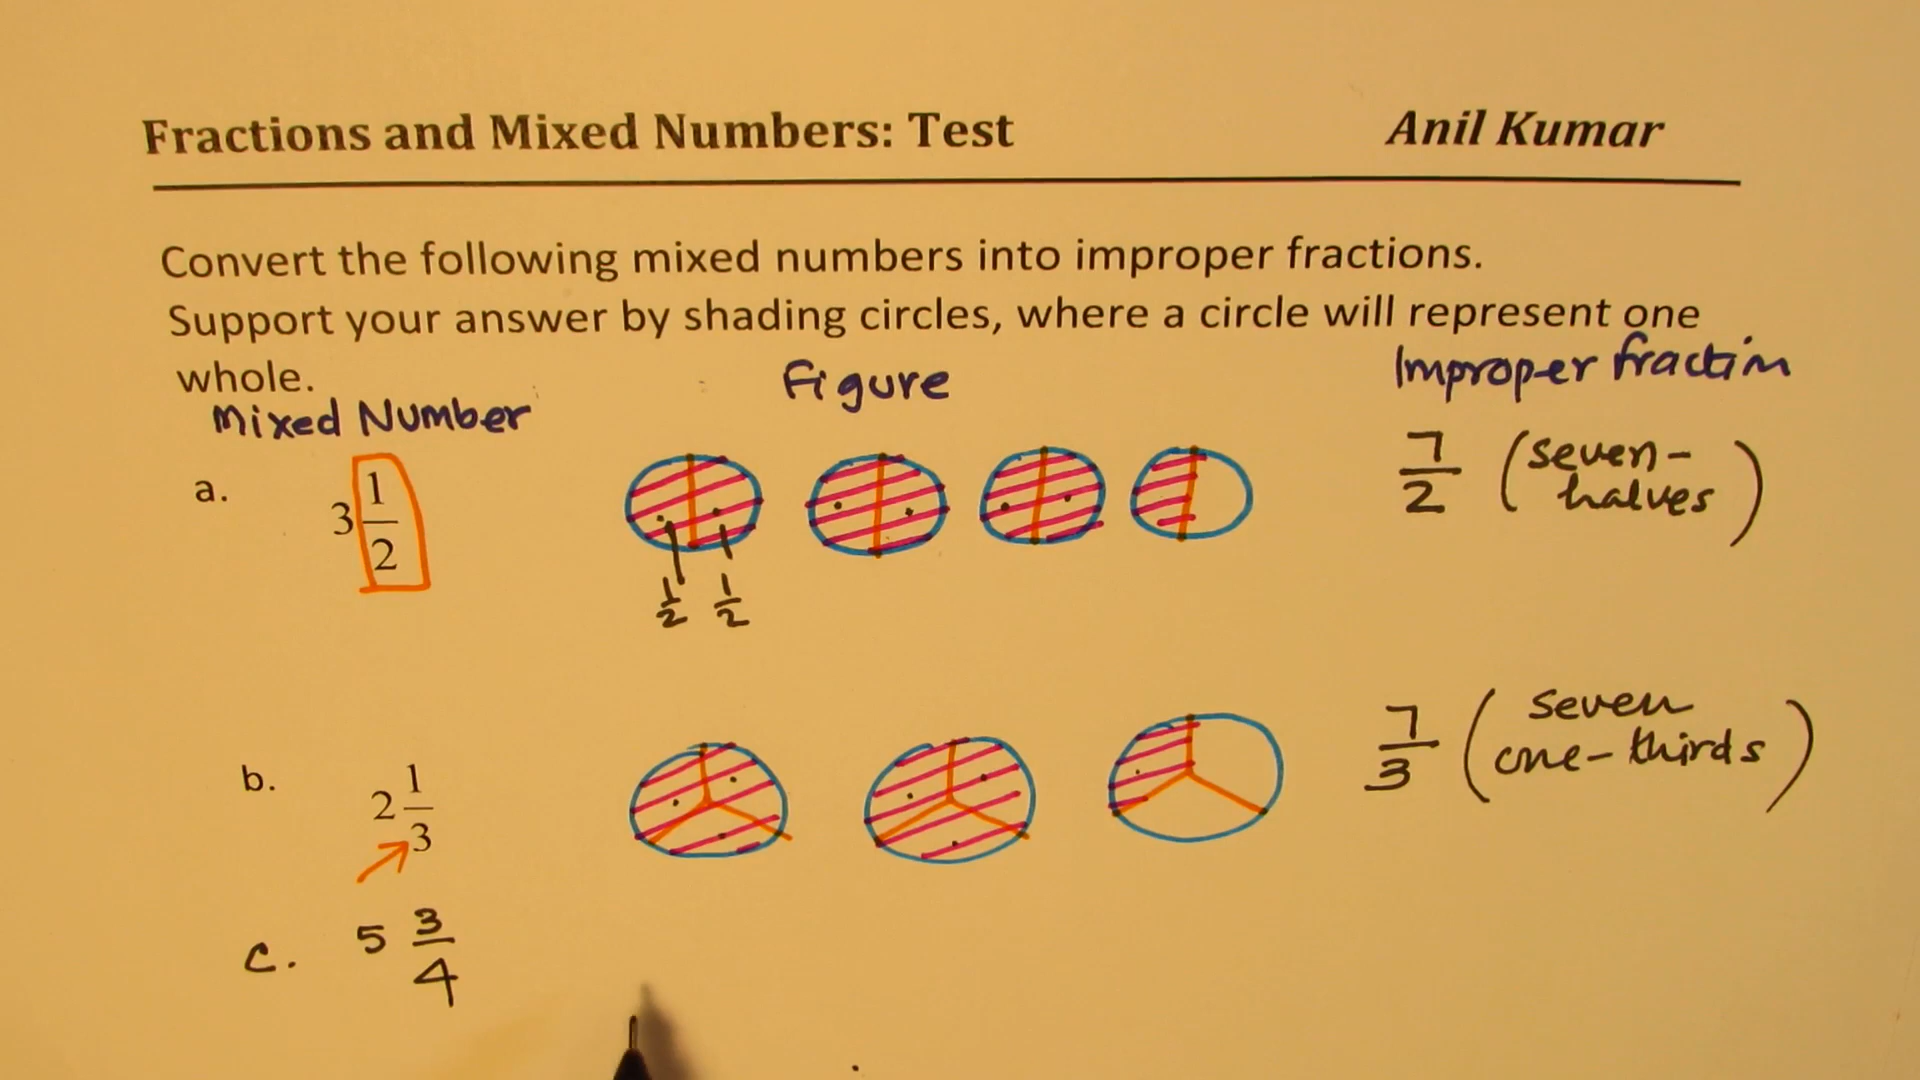 Fractions and Mixed Numbers: Test Anil Kumar
Convert the following mixed numbers into improper fractions.
Support your answer by shading circles, where a circle will represent one
whole.
Mixed Number Figure Improper fraction
a. 3 1/2
1/2 1/2
7/2 (seven-
halves)
b. 2 1/3
7/3 (seven
one-thirds)
c. 5 3/4